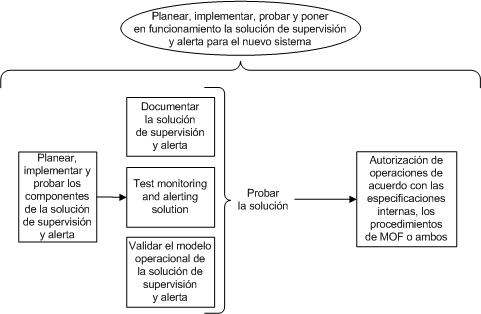 Planear, implementar, probar y poner
en funcionamiento la solución de supervisión
y alerta para el nuevo sistema
Planear,
implementar y
probar los
componentes
de la solución
de supervisión
y alerta
Documentar
la solución
de supervisión
y alerta
Test monitoring
and alerting
solution
Validar el modelo
operacional de
la solución de
supervisión
y alerta
Probar
la solución
Autorización de
operaciones de
acuerdo con las
especificaciones
internas, los
procedimientos
de MOF o ambos